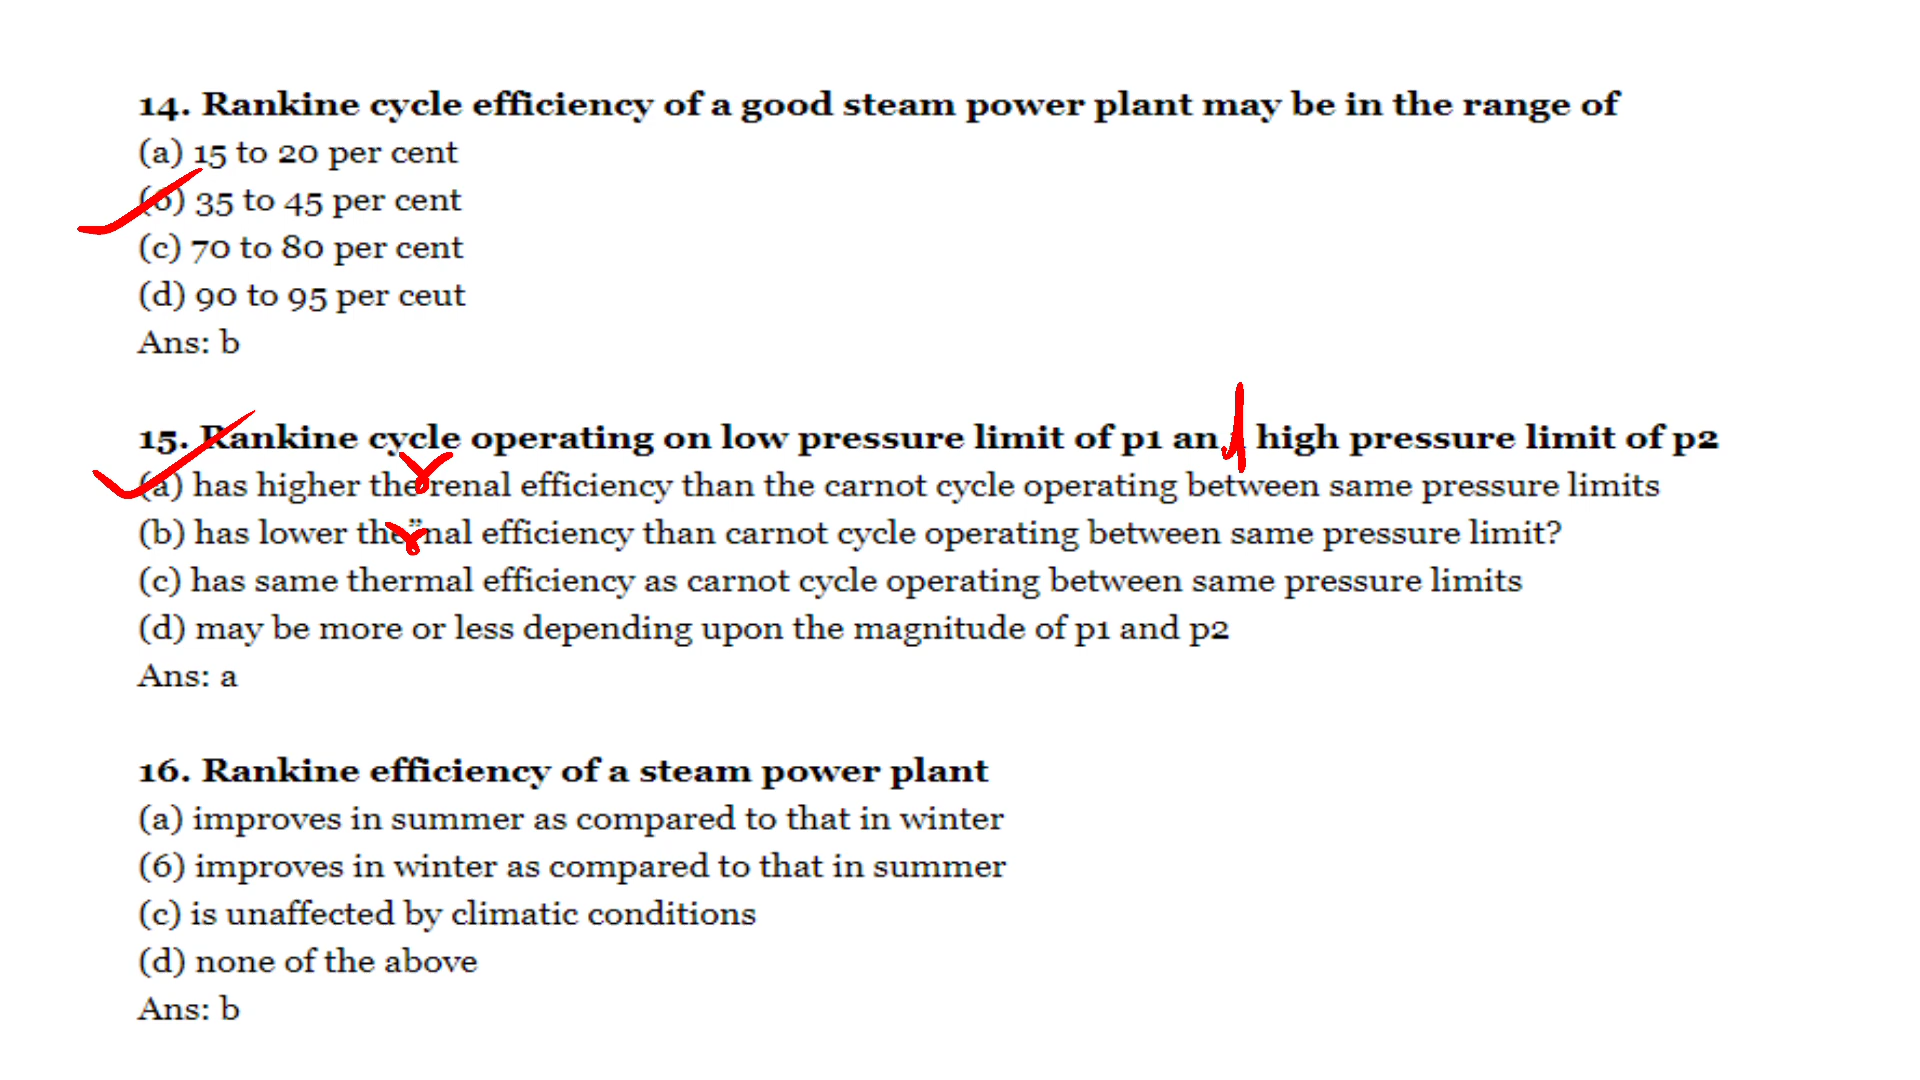 14. Rankine cycle efficiency of a good steam power plant may be in the range of
(a) 15 to 20 per cent
(6) 35 to 45 per cent
(c) 70 to 80 per cent
(d) 90 to 95 per ceut
Ans: b
15. Rankine cycle operating on low pressure limit of p1 and high pressure limit of p2
(a) has higher the renal efficiency than the carnot cycle operating between same pressure limits
(b) has lower efficiency than carnot cycle operating between same pressure limit?
(c) has same thermal efficiency as carnot cycle operating between same pressure limits
(d) may be more or less depending upon the magnitude of p1 and p2
Ans: a
16. Rankine efficiency of a steam power plant
(a) improves in summer as compared to that in winter
(6) improves in winter as compared to that in summer
(c) is unaffected by climatic conditions
(d) none of the above
Ans: b